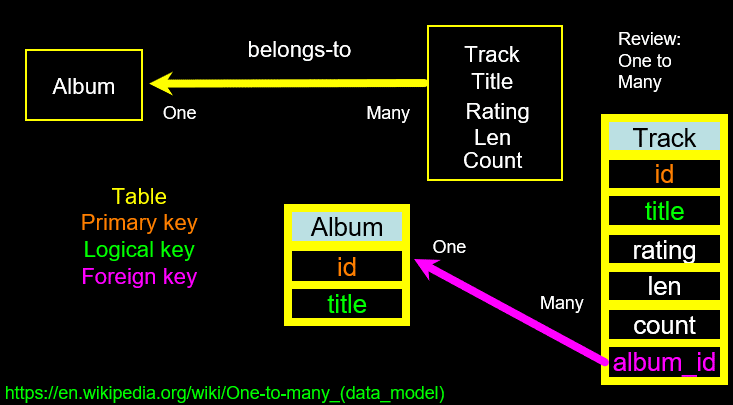 belongs-to
Album
One
Many
Track
Title
Rating
Len
Count
Review:
One to
Many
Table
Primary key
Logical key
Foreign key
Album
id
title
One
Many
Track
id
title
rating
len
count
album_id
https://en.wikipedia.org/wiki/One-to-many_(data_model)